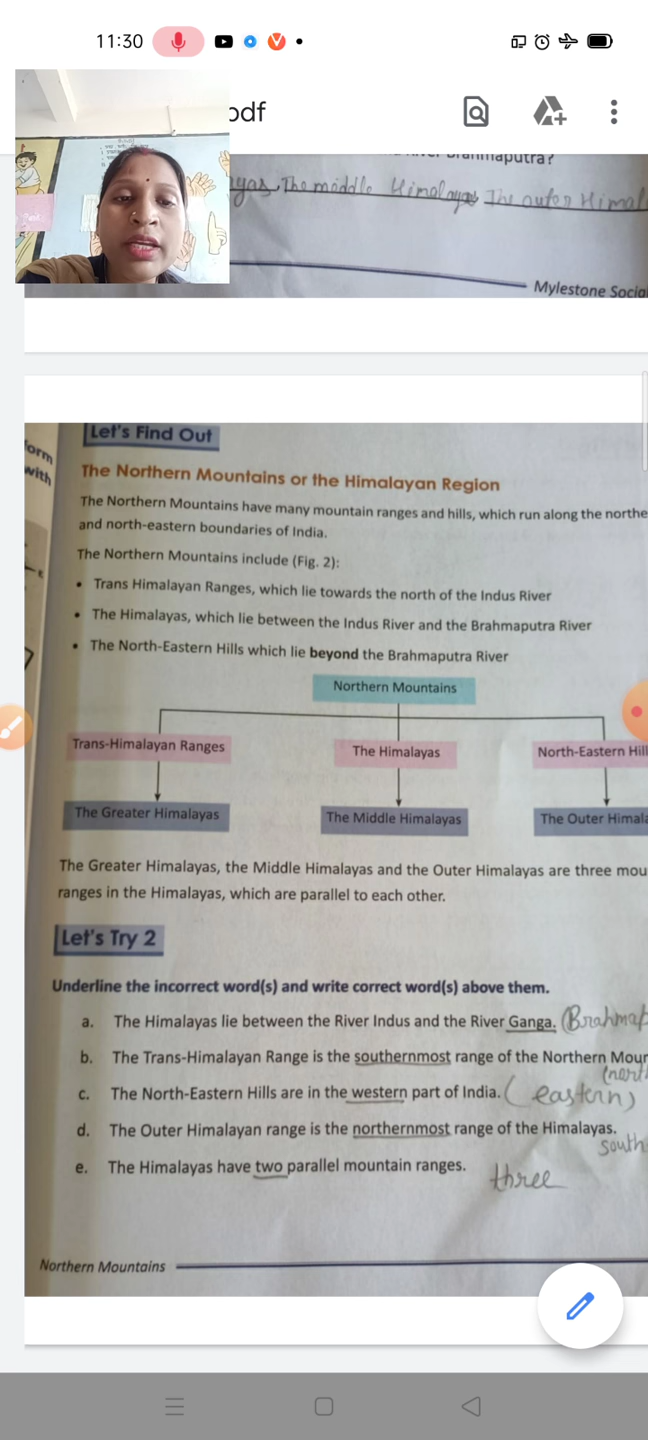 11:30
pdf
Brahmaputra?
The middle Himalayas The outer Himal
Mylestone Socia
Let's Find Out
orm
with
The Northern Mountains or the Himalayan Region
The Northern Mountains have many mountain ranges and hills, which run along the northe
and north-eastern boundaries of India.
The Northern Mountains include (Fig. 2):
• Trans Himalayan Ranges, which lie towards the north of the Indus River
• The Himalayas, which lie between the Indus River and the Brahmaputra River
• The North-Eastern Hills which lie beyond the Brahmaputra River
Northern Mountains
Trans-Himalayan Ranges The Himalayas North-Eastern Hill
The Greater Himalayas The Middle Himalayas The Outer Himala
The Greater Himalayas, the Middle Himalayas and the Outer Himalayas are three mou
ranges in the Himalayas, which are parallel to each other.
Let's Try 2
Underline the incorrect word(s) and write correct word(s) above them.
a. The Himalayas lie between the River Indus and the River Ganga. (Brahmap
b. The Trans-Himalayan Range is the southernmost range of the Northern Moun
(nort
c. The North-Eastern Hills are in the western part of India. (eastern)
d. The Outer Himalayan range is the northernmost range of the Himalayas.
south
e. The Himalayas have two parallel mountain ranges. three
Northern Mountains